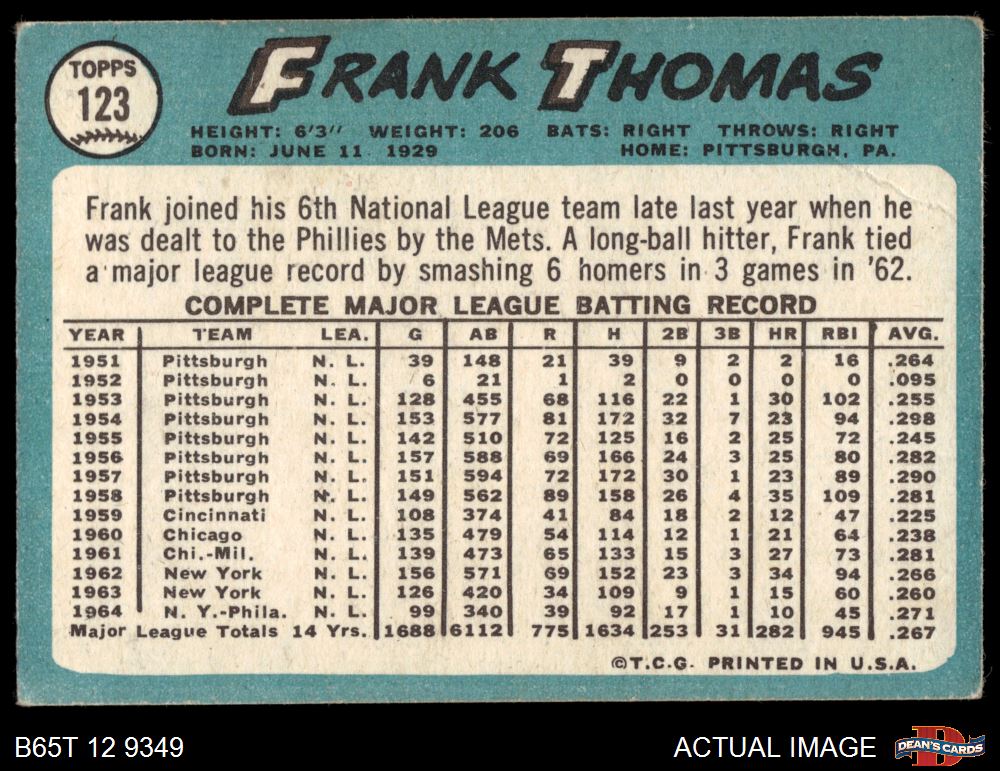 TOPPS
123
FRANK THOMAS
HEIGHT: 6'3" WEIGHT: 206 BATS: RIGHT THROWS: RIGHT
BORN: JUNE 11 1929 HOME: PITTSBURGH, PA.
Frank joined his 6th National League team late last year when he
was dealt to the Phillies by the Mets. A long-ball hitter, Frank tied
a major league record by smashing 6 homers in 3 games in '62.
COMPLETE MAJOR LEAGUE BATTING RECORD
YEAR TEAM LEA. G AB R H 2B 3B HR RBI AVG.
1951 Pittsburgh N. L. 39 148 21 39 9 2 2 16 .264
1952 Pittsburgh N. L. 6 21 1 2 0 0 0 0 .095
1953 Pittsburgh N. L. 128 455 68 116 22 1 30 102 .255
1954 Pittsburgh N. L. 153 577 81 172 32 7 23 94 .298
1955 Pittsburgh N. L. 142 510 72 125 16 2 25 72 .245
1956 Pittsburgh N. L. 157 588 69 166 24 3 25 80 .282
1957 Pittsburgh N. L. 151 594 72 172 30 1 23 89 .290
1958 Pittsburgh N. L. 149 562 89 158 26 4 35 109 .281
1959 Cincinnati N. L. 108 374 41 84 18 2 12 47 .225
1960 Chicago N. L. 135 479 54 114 12 1 21 64 .238
1961 Chi.-Mil. N. L. 139 473 65 133 15 3 27 73 .281
1962 New York N. L. 156 571 69 152 23 3 34 94 .266
1963 New York N. L. 126 420 34 109 9 1 15 60 .260
1964 N. Y.-Phila. N. L. 99 340 39 92 17 1 10 45 .271
Major League Totals 14 Yrs. 1688 6112 775 1634 253 31 282 945 .267
©T.C.G. PRINTED IN U.S.A.
B65T 12 9349 ACTUAL IMAGE D DEAN'S CARDS